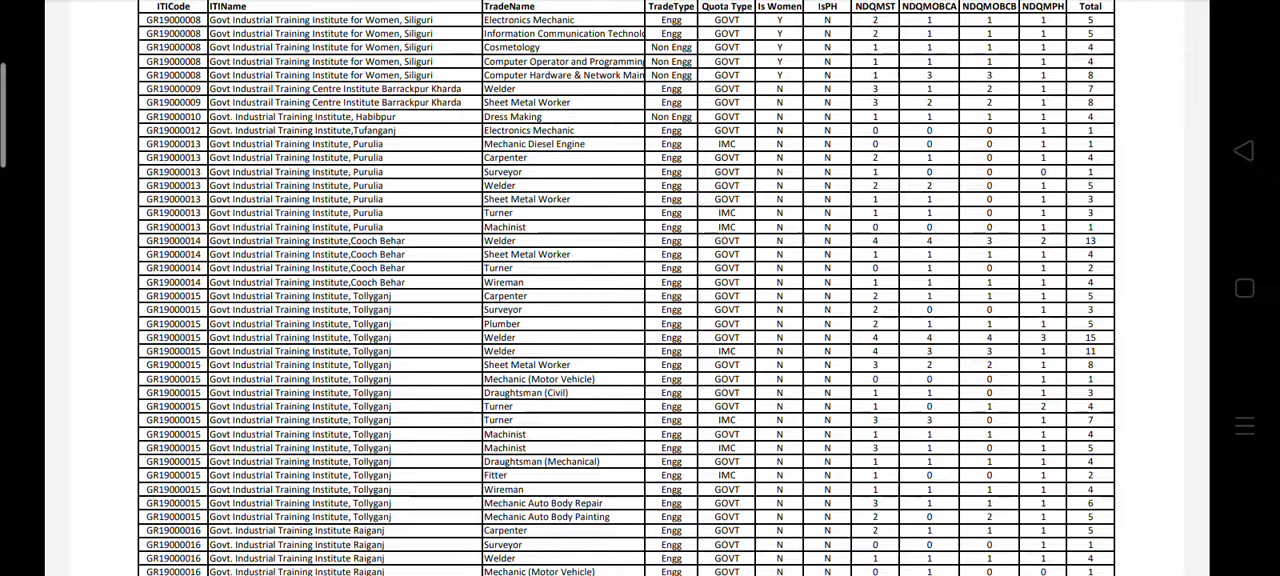 ITICode ITIName TradeName TradeType Quota Type Is Women IsPH NDQMST NDQMOBCA NDQMOBCB NDQMPH Total
GR19000008 Govt Industrial Training Institute for Women, Siliguri Electronics Mechanic Engg GOVT Y N 2 1 1 1 5
GR19000008 Govt Industrial Training Institute for Women, Siliguri Information Communication Technol Engg GOVT Y N 2 1 1 1 5
GR19000008 Govt Industrial Training Institute for Women, Siliguri Cosmetology Non Engg GOVT Y N 1 1 1 1 4
GR19000008 Govt Industrial Training Institute for Women, Siliguri Computer Operator and Programmin Non Engg GOVT Y N 1 1 1 1 4
GR19000008 Govt Industrial Training Institute for Women, Siliguri Computer Hardware & Network Main Non Engg GOVT Y N 1 3 3 1 8
GR19000009 Govt Industrail Training Centre Institute Barrackpur Kharda Welder Engg GOVT N N 3 1 2 1 7
GR19000009 Govt Industrail Training Centre Institute Barrackpur Kharda Sheet Metal Worker Engg GOVT N N 3 2 2 1 8
GR19000010 Govt. Industrial Training Institute, Habibpur Dress Making Non Engg GOVT N N 1 1 1 1 4
GR19000012 Govt. Industrial Training Institute,Tufanganj Electronics Mechanic Engg GOVT N N 0 0 0 1 1
GR19000013 Govt Industrial Training Institute, Purulia Mechanic Diesel Engine Engg IMC N N 0 0 0 1 1
GR19000013 Govt Industrial Training Institute, Purulia Carpenter Engg GOVT N N 2 1 0 1 4
GR19000013 Govt Industrial Training Institute, Purulia Surveyor Engg GOVT N N 1 0 0 0 1
GR19000013 Govt Industrial Training Institute, Purulia Welder Engg GOVT N N 2 2 0 1 5
GR19000013 Govt Industrial Training Institute, Purulia Sheet Metal Worker Engg GOVT N N 1 1 0 1 3
GR19000013 Govt Industrial Training Institute, Purulia Turner Engg IMC N N 1 1 0 1 3
GR19000013 Govt Industrial Training Institute, Purulia Machinist Engg IMC N N 0 0 0 1 1
GR19000014 Govt Industrial Training Institute,Cooch Behar Welder Engg GOVT N N 4 4 3 2 13
GR19000014 Govt Industrial Training Institute,Cooch Behar Sheet Metal Worker Engg GOVT N N 1 1 1 1 4
GR19000014 Govt Industrial Training Institute,Cooch Behar Turner Engg GOVT N N 0 1 0 1 2
GR19000014 Govt Industrial Training Institute,Cooch Behar Wireman Engg GOVT N N 1 1 1 1 4
GR19000015 Govt Industrial Training Institute, Tollyganj Carpenter Engg GOVT N N 2 1 1 1 5
GR19000015 Govt Industrial Training Institute, Tollyganj Surveyor Engg GOVT N N 2 0 0 1 3
GR19000015 Govt Industrial Training Institute, Tollyganj Plumber Engg GOVT N N 2 1 1 1 5
GR19000015 Govt Industrial Training Institute, Tollyganj Welder Engg GOVT N N 4 4 4 3 15
GR19000015 Govt Industrial Training Institute, Tollyganj Welder Engg IMC N N 4 3 3 1 11
GR19000015 Govt Industrial Training Institute, Tollyganj Sheet Metal Worker Engg GOVT N N 3 2 2 1 8
GR19000015 Govt Industrial Training Institute, Tollyganj Mechanic (Motor Vehicle) Engg GOVT N N 0 0 0 1 1
GR19000015 Govt Industrial Training Institute, Tollyganj Draughtsman (Civil) Engg GOVT N N 1 1 0 1 3
GR19000015 Govt Industrial Training Institute, Tollyganj Turner Engg GOVT N N 1 0 1 2 4
GR19000015 Govt Industrial Training Institute, Tollyganj Turner Engg IMC N N 3 3 0 1 7
GR19000015 Govt Industrial Training Institute, Tollyganj Machinist Engg GOVT N N 1 1 1 1 4
GR19000015 Govt Industrial Training Institute, Tollyganj Machinist Engg IMC N N 3 1 0 1 5
GR19000015 Govt Industrial Training Institute, Tollyganj Draughtsman (Mechanical) Engg GOVT N N 1 1 1 1 4
GR19000015 Govt Industrial Training Institute, Tollyganj Fitter Engg IMC N N 1 0 0 1 2
GR19000015 Govt Industrial Training Institute, Tollyganj Wireman Engg GOVT N N 1 1 1 1 4
GR19000015 Govt Industrial Training Institute, Tollyganj Mechanic Auto Body Repair Engg GOVT N N 3 1 1 1 6
GR19000015 Govt Industrial Training Institute, Tollyganj Mechanic Auto Body Painting Engg GOVT N N 2 0 2 1 5
GR19000016 Govt. Industrial Training Institute Raiganj Carpenter Engg GOVT N N 2 1 1 1 5
GR19000016 Govt. Industrial Training Institute Raiganj Surveyor Engg GOVT N N 0 0 0 1 1
GR19000016 Govt. Industrial Training Institute Raiganj Welder Engg GOVT N N 1 1 1 1 4
GR19000016 Govt. Industrial Training Institute Raiganj Mechanic (Motor Vehicle) Engg GOVT N N 0 1 0 0 1